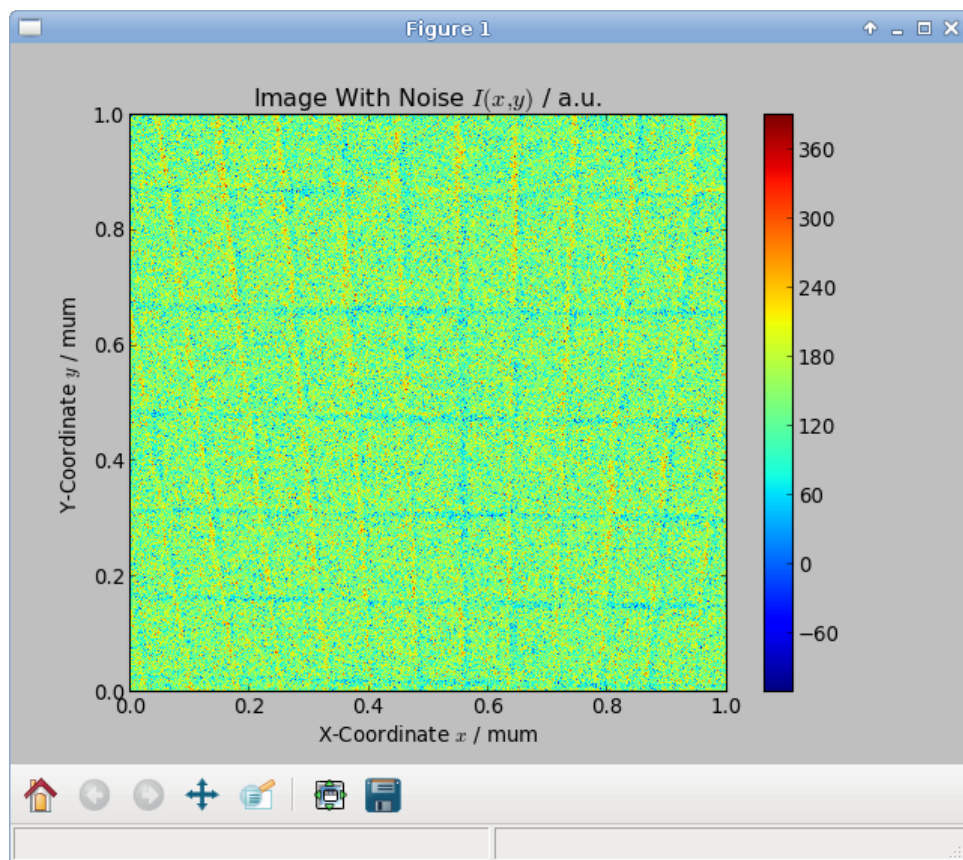 Figure 1
Image With Noise I(x,y) / a.u.
1.0
0.8
0.6
0.4
0.2
0.0
Y-Coordinate y / mum
0.0 0.2 0.4 0.6 0.8 1.0
X-Coordinate x / mum
360
300
240
180
120
60
0
−60